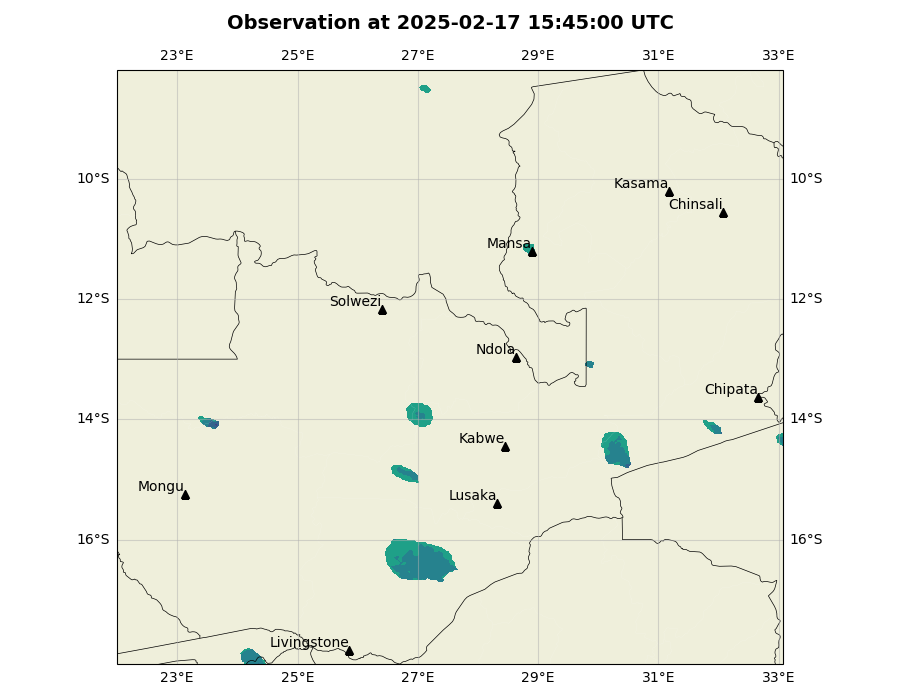 Observation at 2025-02-17 15:45:00 UTC
23°E 25°E 27°E 29°E 31°E 33°E
10°S 10°S
Kasama
Chinsali
Mansa
12°S 12°S
Solwezi
Ndola
Chipata
14°S 14°S
Kabwe
Mongu
Lusaka
16°S 16°S
Livingstone
23°E 25°E 27°E 29°E 31°E 33°E